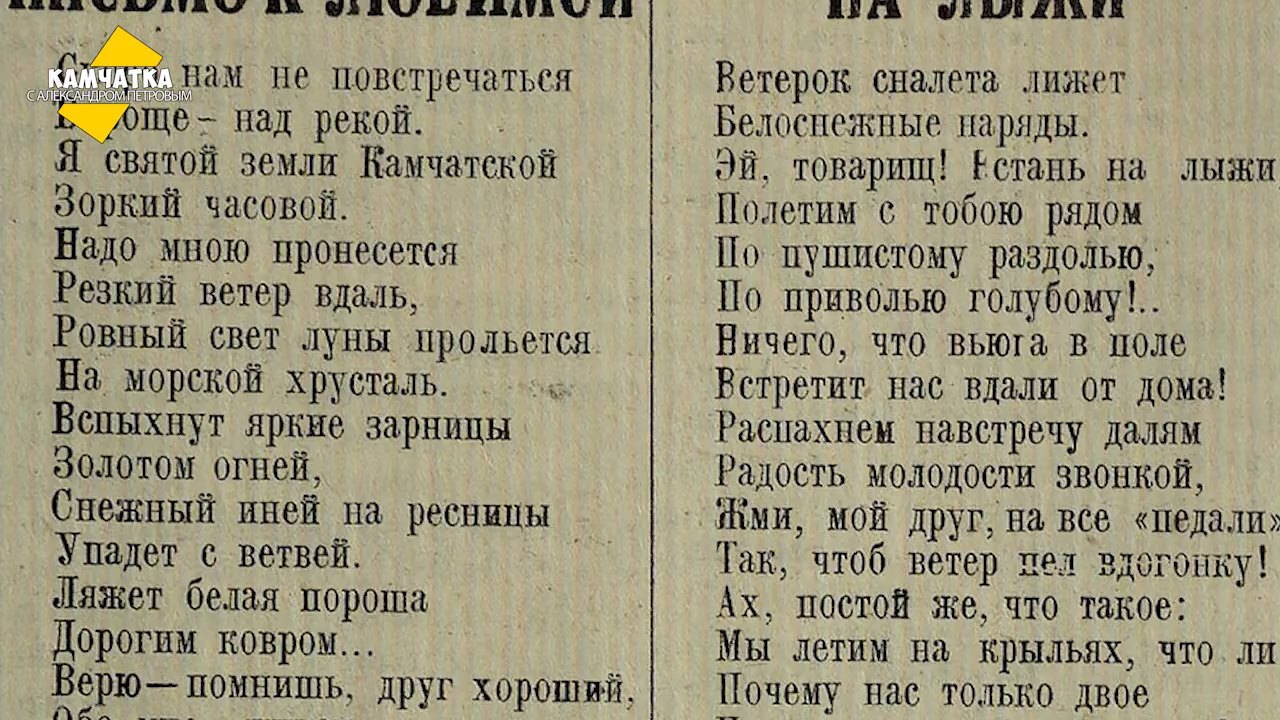 КАМЧАТКА
С АЛЕКСАНДРОМ ПЕТРОВЫМ
ПИСЬМО К ЛЮБИМОЙ
нам не повстречаться
роще – над рекой.
Я святой земли Камчатской
Зоркий часовой.
Надо мною пронесется
Резкий ветер вдаль,
Ровный свет луны прольется
На морской хрусталь.
Вспыхнут яркие зарницы
Золотом огней,
Снежный иней на ресницы
Упадет с ветвей.
Ляжет белая пороша
Дорогим ковром...
Верю — помнишь, друг хороший,
НА ЛЫЖИ
Ветерок сналета лижет
Белоснежные наряды.
Эй, товарищ! Встань на лыжи
Полетим с тобою рядом
По пушистому раздолью,
По приволью голубому!..
Ничего, что вьюга в поле
Встретит нас вдали от дома!
Распахнем навстречу далям
Радость молодости звонкой,
Жми, мой друг, на все «педали»
Так, чтоб ветер пел вдогонку!
Ах, постой же, что такое:
Мы летим на крыльях, что ли
Почему нас только двое